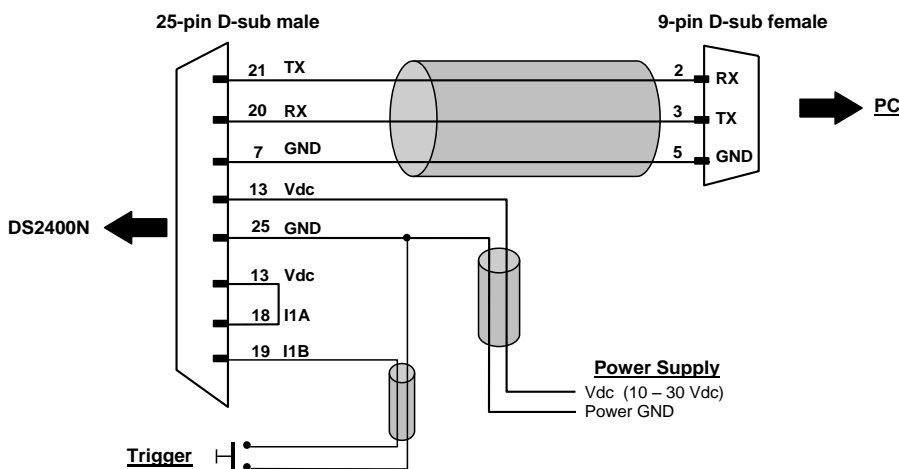 25-pin D-sub male
9-pin D-sub female
21 TX
2 RX
20 RX
3 TX
PC
7 GND
5 GND
13 Vdc
DS2400N
25 GND
13 Vdc
18 I1A
19 I1B
Power Supply
Vdc (10 – 30 Vdc)
Power GND
Trigger